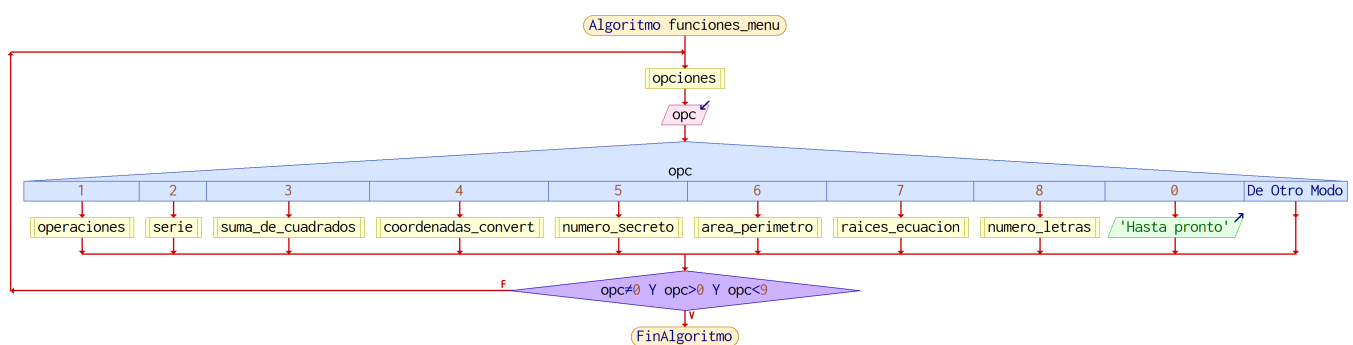 Algoritmo funciones_menu
opciones
opc
opc
1 2 3 4 5 6 7 8 0 De Otro Modo
operaciones serie suma_de_cuadrados coordenadas_convert numero_secreto area_perimetro raices_ecuacion numero_letras 'Hasta pronto'
F
opc≠0 Y opc>0 Y opc<9
V
FinAlgoritmo